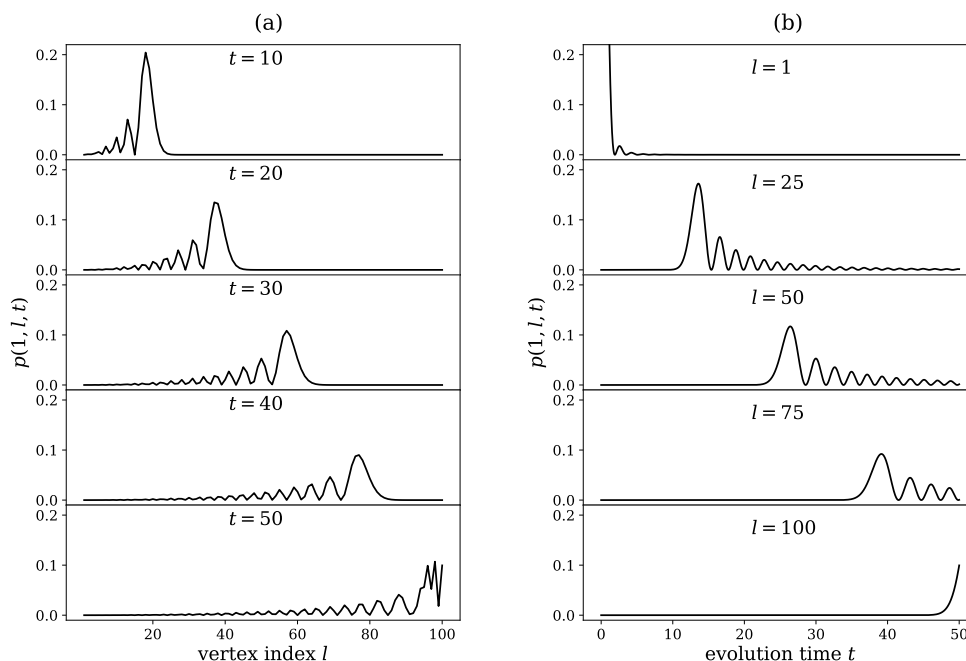 (a)
t = 10
0.2
0.1
0.0
t = 20
0.2
0.1
0.0
t = 30
0.2
0.1
0.0
t = 40
0.2
0.1
0.0
t = 50
0.2
0.1
0.0
20 40 60 80 100
vertex index l
p(1, l, t)
(b)
l = 1
0.2
0.1
0.0
l = 25
0.2
0.1
0.0
l = 50
0.2
0.1
0.0
l = 75
0.2
0.1
0.0
l = 100
0.2
0.1
0.0
0 10 20 30 40 50
evolution time t
p(1, l, t)